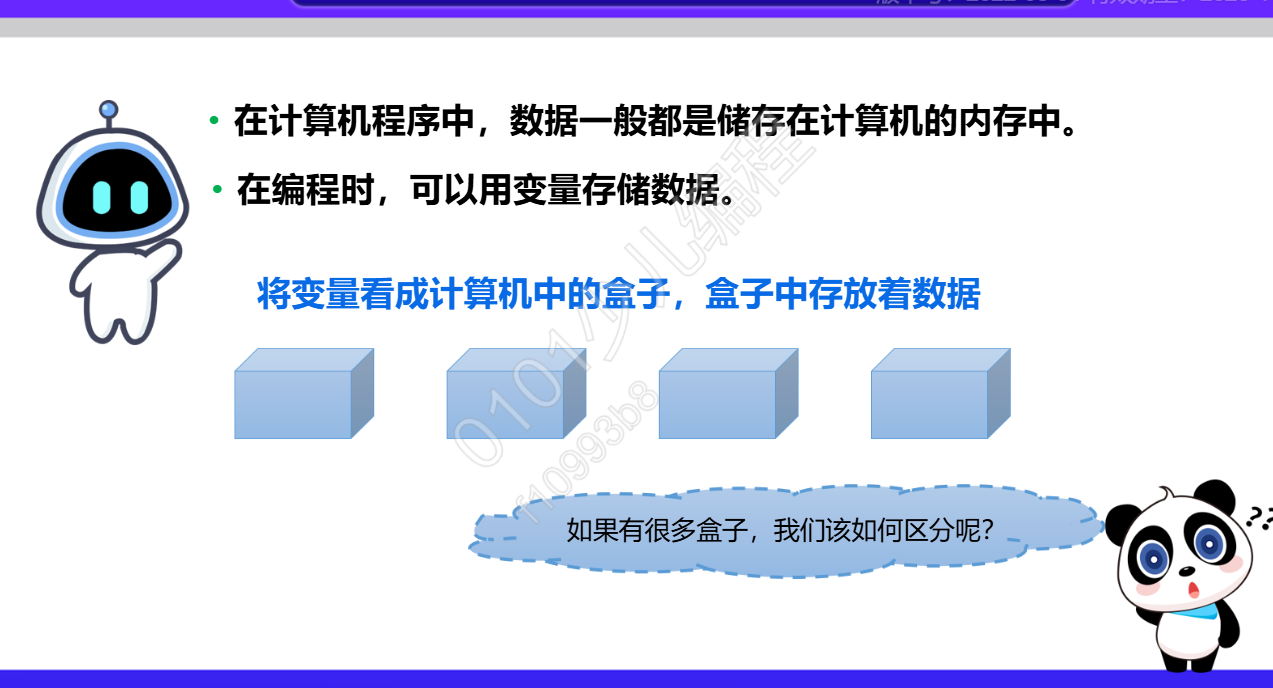 在计算机程序中，数据一般都是储存在计算机的内存中。
在编程时，可以用变量存储数据。
将变量看成计算机中的盒子，盒子中存放着数据
0101少儿编程
f10993b8
如果有很多盒子，我们该如何区分呢？
??